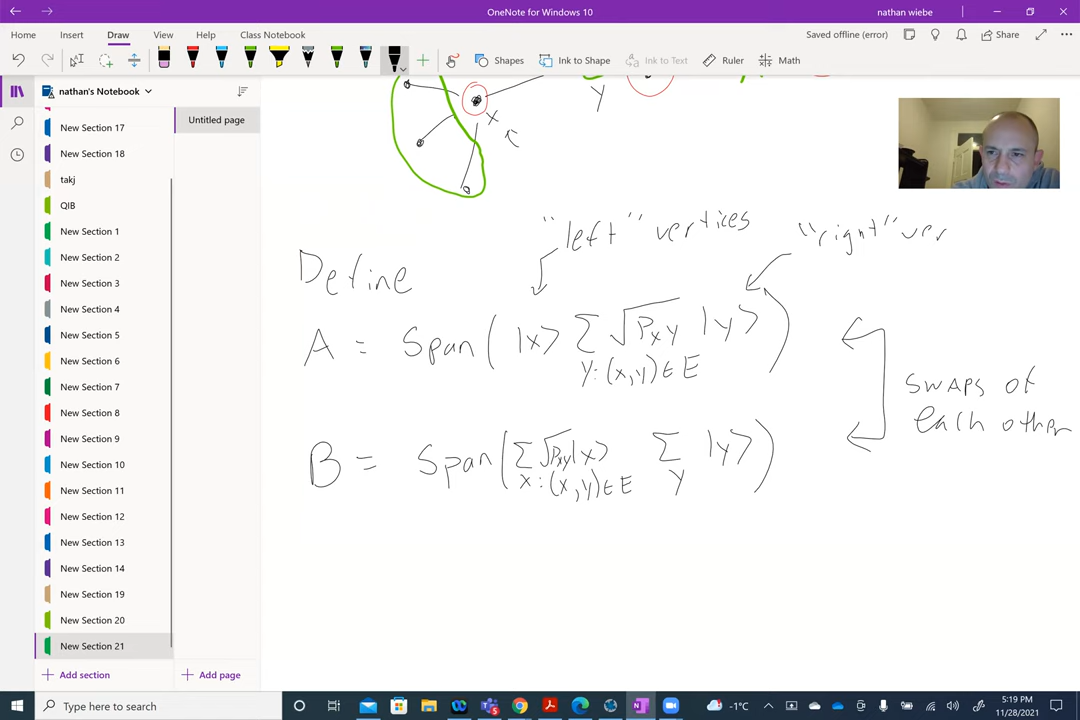 OneNote for Windows 10
nathan wiebe
Home Insert Draw View Help Class Notebook
Saved offline (error) Share
Shapes Ink to Shape Ink to Text Ruler Math
nathan's Notebook
Untitled page
New Section 17
New Section 18
takj
QIB
New Section 1
New Section 2
New Section 3
New Section 4
New Section 5
New Section 6
New Section 7
New Section 8
New Section 9
New Section 10
New Section 11
New Section 12
New Section 13
New Section 14
New Section 19
New Section 20
New Section 21
Add section
Add page
x
y
"left" vertices
"right" ver
Define
A = Span( |x> ∑ √Pxy |y> )
y:(x,y)∈E
B = Span( ∑ √Pxy |x> ∑ |y> )
x:(x,y)∈E y
swaps of
each other
Type here to search
-1°C
5:19 PM
11/28/2021